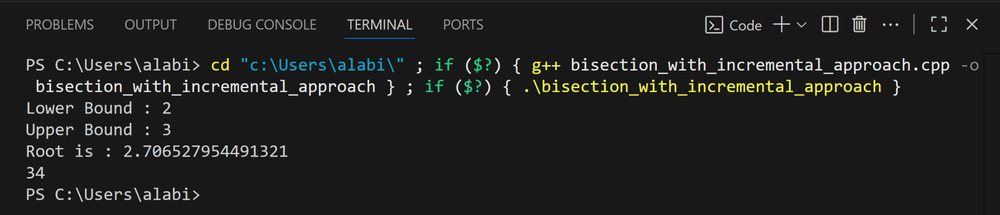 PROBLEMS OUTPUT DEBUG CONSOLE TERMINAL PORTS Code
PS C:\Users\alabi> cd "c:\Users\alabi\" ; if ($?) { g++ bisection_with_incremental_approach.cpp -o
bisection_with_incremental_approach } ; if ($?) { .\bisection_with_incremental_approach }
Lower Bound : 2
Upper Bound : 3
Root is : 2.706527954491321
34
PS C:\Users\alabi>